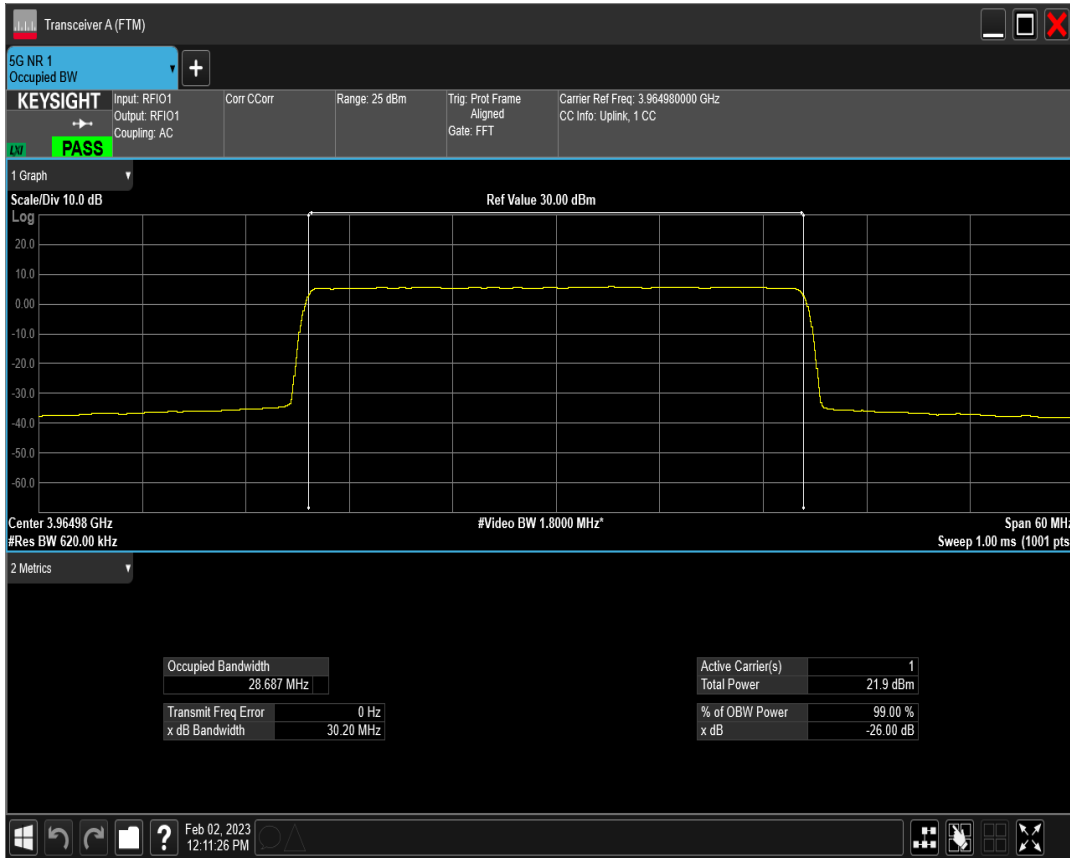 Transceiver A (FTM)
5G NR 1
Occupied BW
+
KEYSIGHT
LXI
PASS
Input: RFIO1
Output: RFIO1
Coupling: AC
Corr CCorr
Range: 25 dBm
Trig: Prot Frame
Aligned
Gate: FFT
Carrier Ref Freq: 3.964980000 GHz
CC Info: Uplink, 1 CC
1 Graph
Scale/Div 10.0 dB
Ref Value 30.00 dBm
Log
20.0
10.0
0.00
-10.0
-20.0
-30.0
-40.0
-50.0
-60.0
Center 3.96498 GHz
#Video BW 1.8000 MHz*
Span 60 MHz
#Res BW 620.00 kHz
Sweep 1.00 ms (1001 pts
2 Metrics
Occupied Bandwidth
28.687 MHz
Transmit Freq Error 0 Hz
x dB Bandwidth 30.20 MHz
Active Carrier(s) 1
Total Power 21.9 dBm
% of OBW Power 99.00 %
x dB -26.00 dB
?
Feb 02, 2023
12:11:26 PM